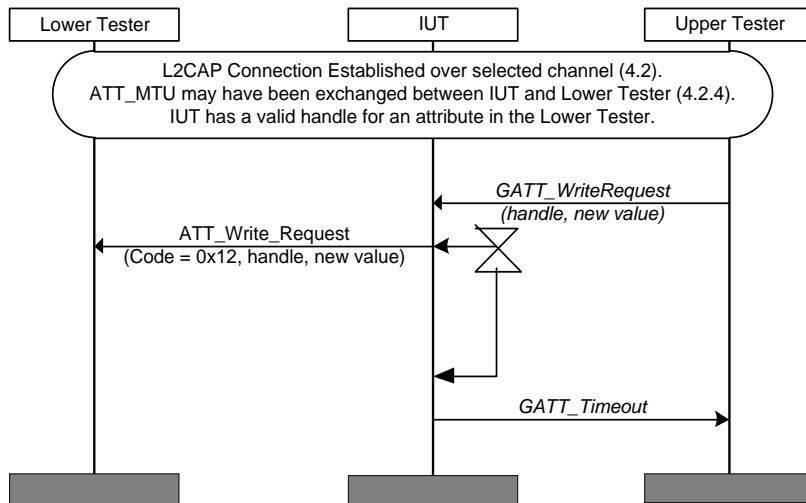 Lower Tester
IUT
Upper Tester
L2CAP Connection Established over selected channel (4.2).
ATT_MTU may have been exchanged between IUT and Lower Tester (4.2.4).
IUT has a valid handle for an attribute in the Lower Tester.
GATT_WriteRequest
(handle, new value)
ATT_Write_Request
(Code = 0x12, handle, new value)
GATT_Timeout